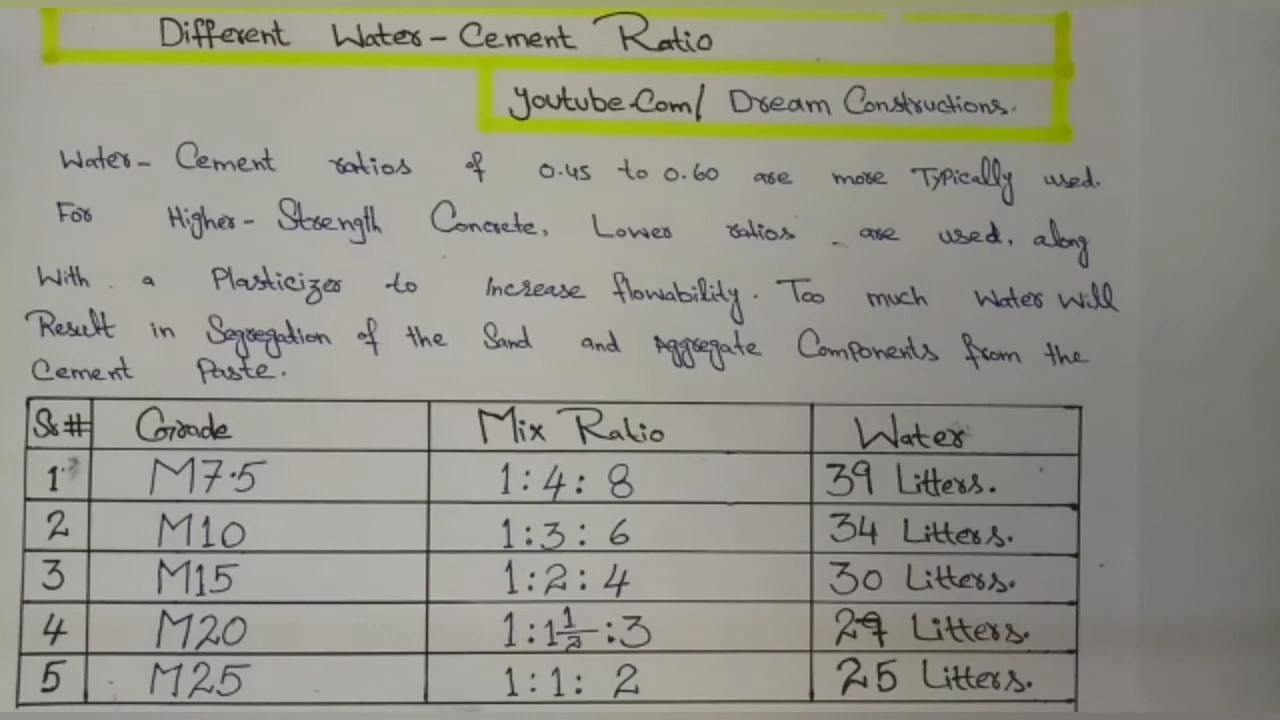 Different Water-Cement Ratio
Youtube.Com/ Dream Constructions.
Water-Cement ratios of 0.45 to 0.60 are more Typically used.
For Higher-Strength Concrete, Lower ratios are used, along
With a Plasticizer to Increase flowability. Too much Water Will
Result in Segregation of the Sand and Aggregate Components from the
Cement Paste.
Sr# Grade Mix Ratio Water
1 M7.5 1:4:8 39 Litters.
2 M10 1:3:6 34 Litters.
3 M15 1:2:4 30 Litters.
4 M20 1:1½:3 Litters.
5 M25 1:1:2 25 Litters.